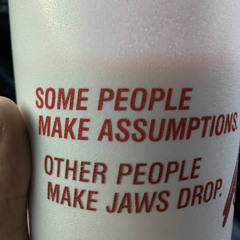 SOME PEOPLE
MAKE ASSUMPTIONS.
OTHER PEOPLE
MAKE JAWS DROP.